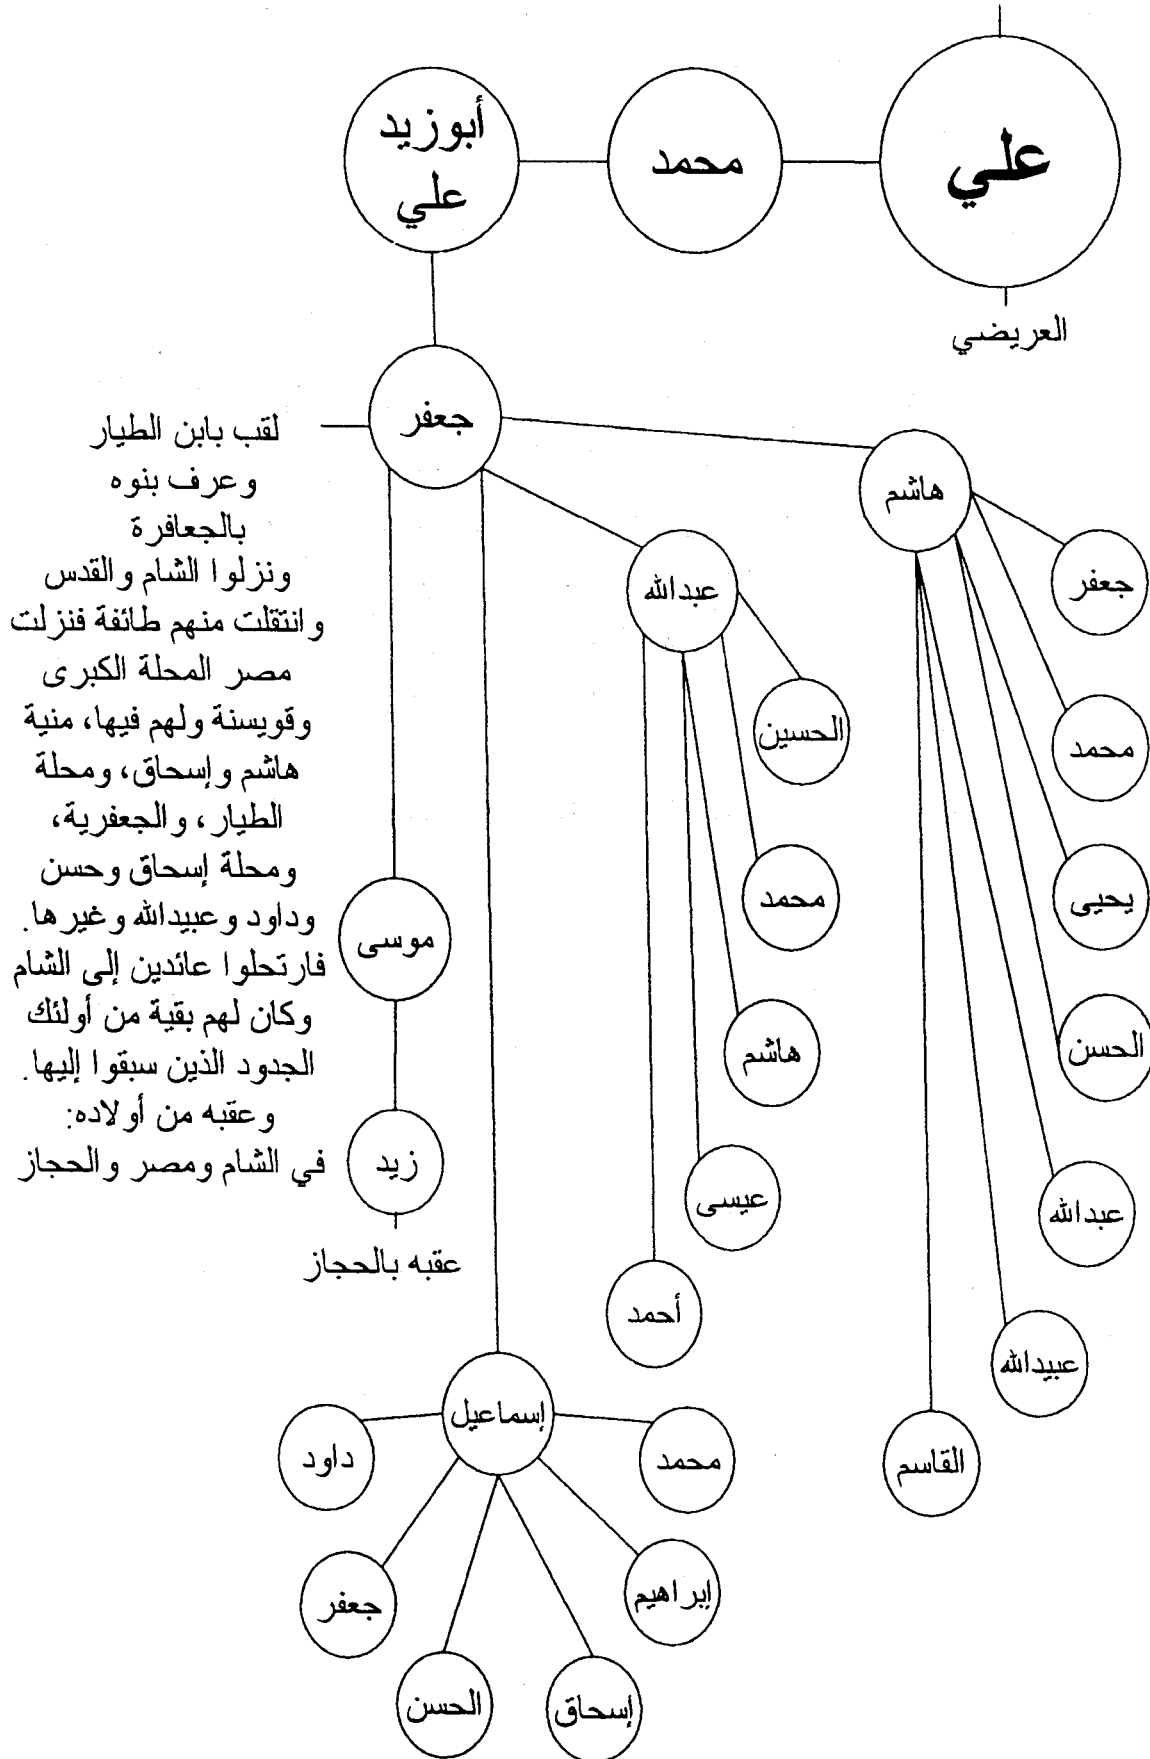 علي
محمد
أبوزيد
علي
العريضي
جعفر
لقب بابن الطيار
وعرف بنوه
بالجعافرة
ونزلوا الشام والقدس
وانتقلت منهم طائفة فنزلت
مصر المحلة الكبرى
وقويسنة ولهم فيها، منية
هاشم وإسحاق، ومحلة
الطيار، والجعفرية،
ومحلة إسحاق وحسن
وداود وعبيدالله وغيرها.
فارتحلوا عائدين إلى الشام
وكان لهم بقية من أولئك
الجدود الذين سبقوا إليها.
وعقبه من أولاده:
في الشام ومصر والحجاز
هاشم
جعفر
محمد
يحيى
الحسن
عبدالله
عبيدالله
القاسم
عبدالله
الحسين
محمد
هاشم
عيسى
أحمد
موسى
زيد
عقبه بالحجاز
إسماعيل
محمد
إبراهيم
إسحاق
الحسن
جعفر
داود